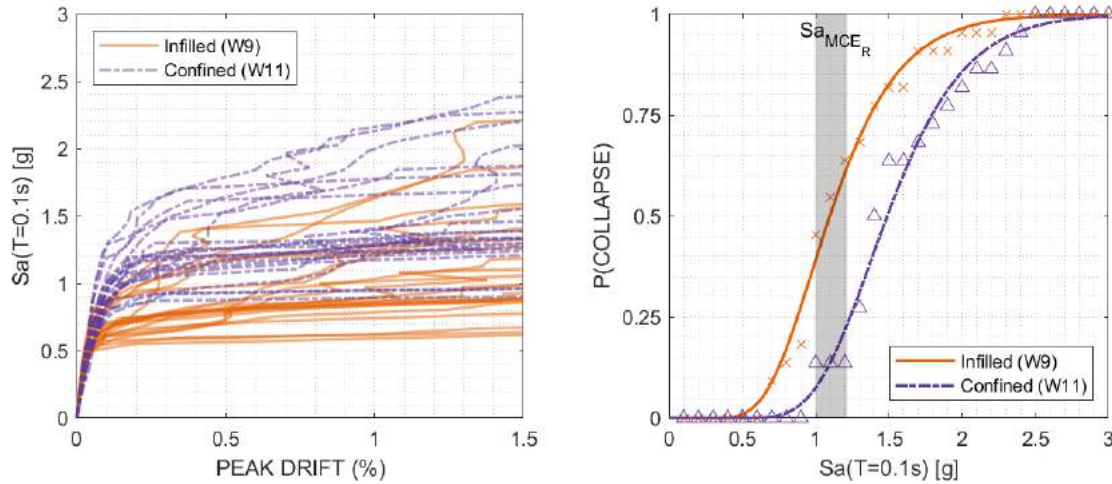 3
2.5
2
1.5
1
0.5
0
Sa(T=0.1s) [g]
Infilled (W9)
Confined (W11)
0
0.5
1
1.5
PEAK DRIFT (%)
1
0.75
0.5
0.25
0
P(COLLAPSE)
Sa_MCE_R
Infilled (W9)
Confined (W11)
0
0.5
1
1.5
2
2.5
3
Sa(T=0.1s) [g]